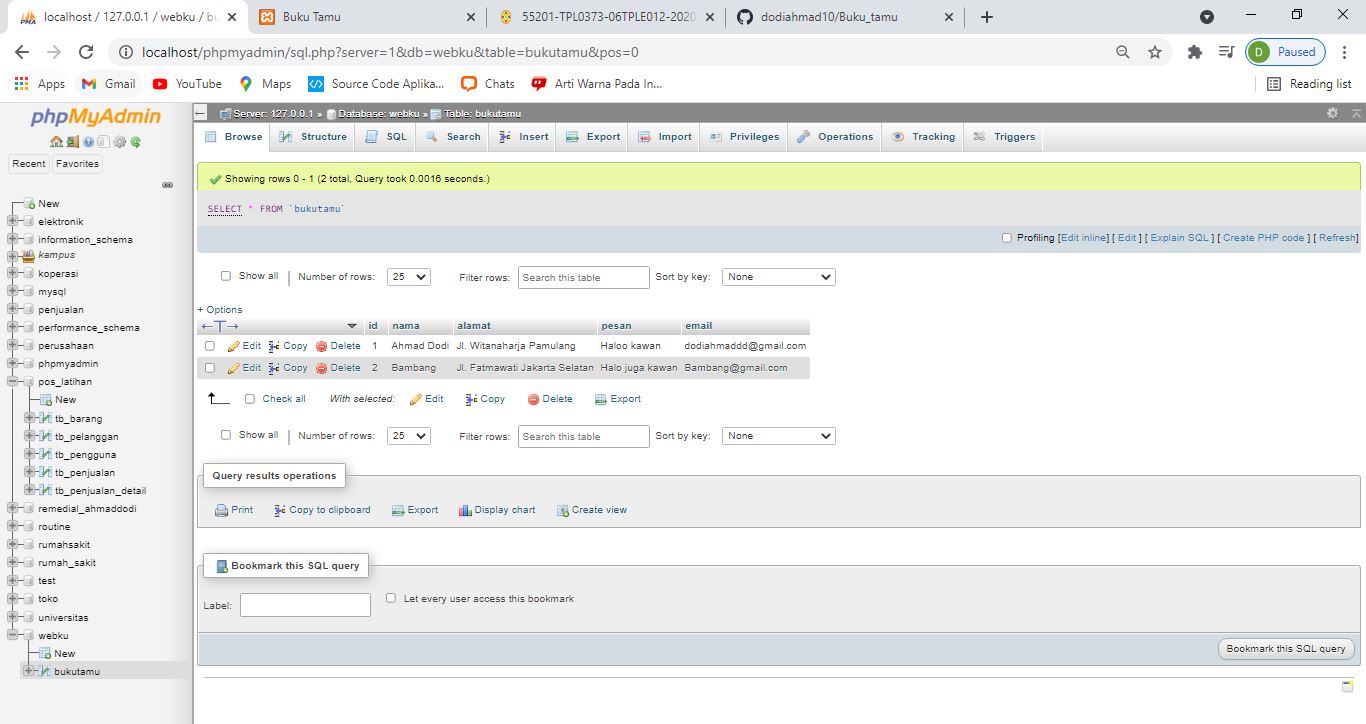 localhost / 127.0.0.1 / webku / bu
Buku Tamu
55201-TPL0373-06TPLE012-2020
dodiahmad10/Buku_tamu
localhost/phpmyadmin/sql.php?server=1&db=webku&table=bukutamu&pos=0
D Paused
Apps Gmail YouTube Maps Source Code Aplika... Chats Arti Warna Pada In... Reading list
phpMyAdmin
Recent Favorites
New
elektronik
information_schema
kampus
koperasi
mysql
penjualan
performance_schema
perusahaan
phpmyadmin
pos_latihan
New
tb_barang
tb_pelanggan
tb_pengguna
tb_penjualan
tb_penjualan_detail
remedial_ahmaddodi
routine
rumahsakit
rumah_sakit
test
toko
universitas
webku
New
bukutamu
Server: 127.0.0.1 » Database: webku » Table: bukutamu
Browse Structure SQL Search Insert Export Import Privileges Operations Tracking Triggers
Showing rows 0 - 1 (2 total, Query took 0.0016 seconds.)
SELECT * FROM `bukutamu`
Profiling [Edit inline] [ Edit ] [ Explain SQL ] [ Create PHP code ] [ Refresh]
Show all Number of rows: 25 Filter rows: Search this table Sort by key: None
+ Options
←T→ id nama alamat pesan email
Edit Copy Delete 1 Ahmad Dodi Jl. Witanaharja Pamulang Haloo kawan dodiahmaddd@gmail.com
Edit Copy Delete 2 Bambang Jl. Fatmawati Jakarta Selatan Halo juga kawan Bambang@gmail.com
Check all With selected: Edit Copy Delete Export
Show all Number of rows: 25 Filter rows: Search this table Sort by key: None
Query results operations
Print Copy to clipboard Export Display chart Create view
Bookmark this SQL query
Label: Let every user access this bookmark
Bookmark this SQL query